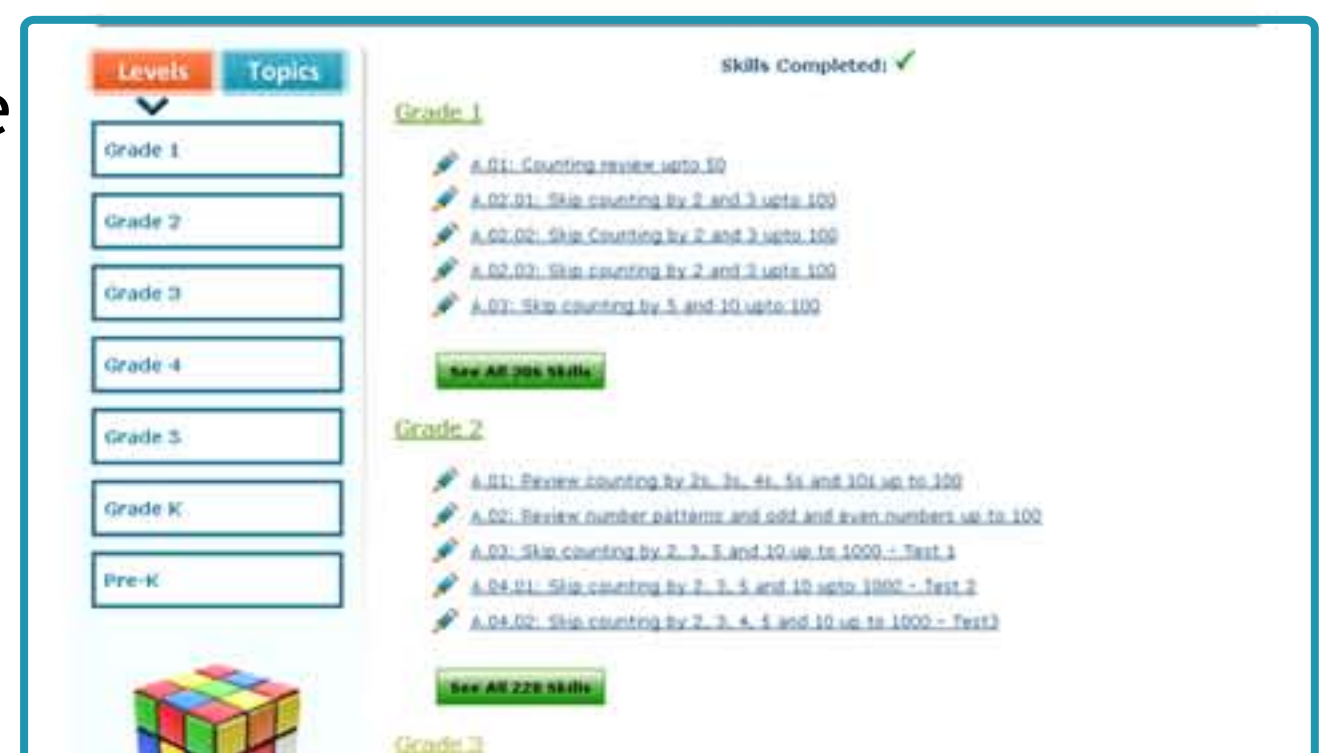 e
Levels
Topics
Grade 1
Grade 2
Grade 3
Grade 4
Grade 5
Grade K
Pre-K
Skills Completed:
Grade 1
A.01: Counting review upto 50
A.02.01: Skip counting by 2 and 3 upto 100
A.02.02: Skip Counting by 2 and 3 upto 100
A.02.03: Skip counting by 2 and 3 upto 100
A.03: Skip counting by 5 and 10 upto 100
See All Skills
Grade 2
A.01: Review counting by 2s, 3s, 4s, 5s and 10s up to 100
A.02: Review number patterns and odd and even numbers up to 100
A.03: Skip counting by 2, 3, 5 and 10 up to 1000 - Test 1
A.04.01: Skip counting by 2, 3, 5 and 10 upto 1000 - Test 2
A.04.02: Skip counting by 2, 3, 4, 5 and 10 up to 1000 - Test3
See All 228 Skills
Grade 3